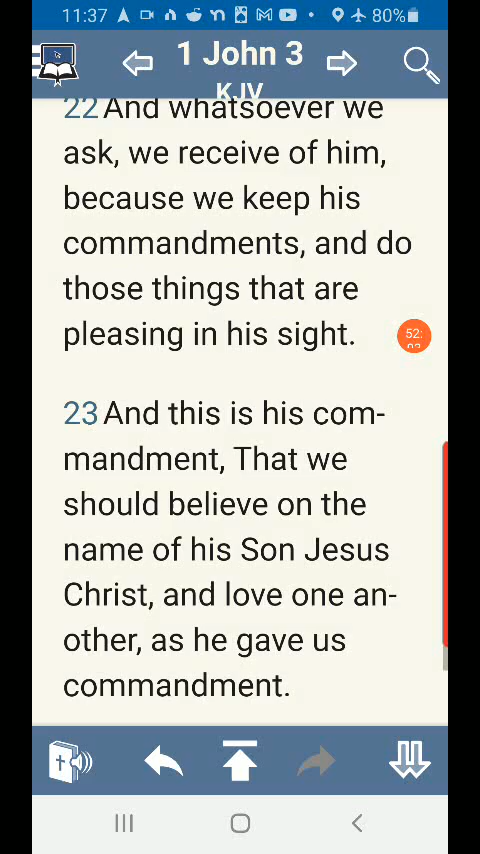 11:37 80%
1 John 3
KJV
22 And whatsoever we
ask, we receive of him,
because we keep his
commandments, and do
those things that are
pleasing in his sight.
52:
23 And this is his com-
mandment, That we
should believe on the
name of his Son Jesus
Christ, and love one an-
other, as he gave us
commandment.